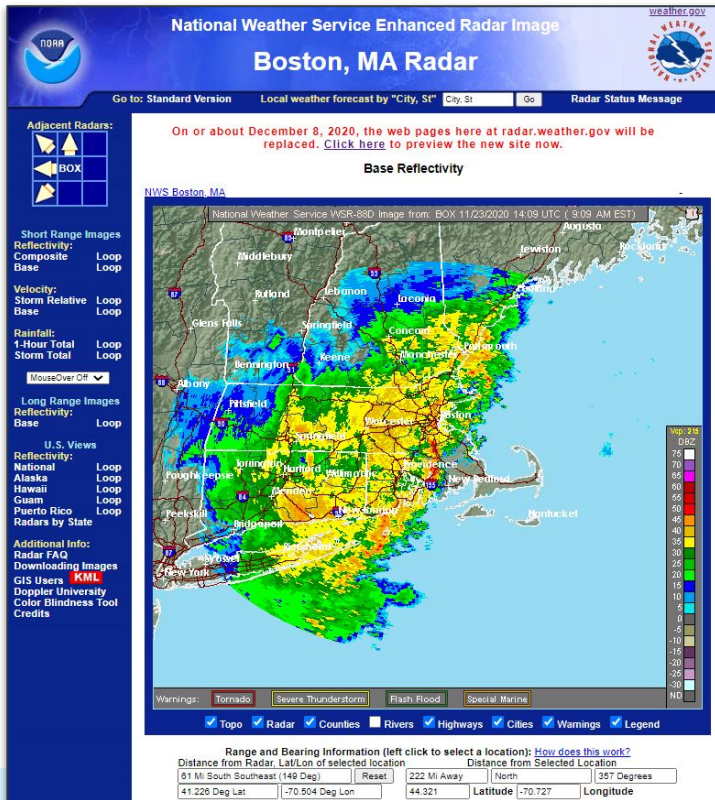 weather.gov
National Weather Service Enhanced Radar Image
NOAA
Boston, MA Radar
NATIONAL WEATHER SERVICE
Go to: Standard Version Local weather forecast by "City, St" City, St Go Radar Status Message
Adjacent Radars:
BOX
On or about December 8, 2020, the web pages here at radar.weather.gov will be
replaced. Click here to preview the new site now.
Base Reflectivity
NWS Boston, MA
Short Range Images
Reflectivity:
Composite Loop
Base Loop
Velocity:
Storm Relative Loop
Base Loop
Rainfall:
1-Hour Total Loop
Storm Total Loop
MouseOver Off
Long Range Images
Reflectivity:
Base Loop
U.S. Views
Reflectivity:
National Loop
Alaska Loop
Hawaii Loop
Guam Loop
Puerto Rico Loop
Radars by State
Additional Info:
Radar FAQ
Downloading Images
GIS Users KML
Doppler University
Color Blindness Tool
Credits
National Weather Service WSR-88D Image from: BOX 11/23/2020 14:09 UTC ( 9:09 AM EST)
Augusta
Montpelier
89
Lewiston
Rockland
Middlebury
93
Portland
87
Rutland
Lebanon
Laconia
Glens Falls
Springfield
Concord
Keene
Manchester
Portsmouth
Bennington
88
Albany
Pittsfield
90
Worcester
Boston
Springfield
Torrington
Hartford
Willimantic
Providence
Poughkeepsie
New Bedford
84
Meriden
195
Peekskill
New London
Nantucket
Bridgeport
87
Riverhead
New York
Vcp: 215
DBZ
75
70
65
60
55
50
45
40
35
30
25
20
15
10
5
0
-5
-10
-15
-20
-25
-30
ND
Warnings: Tornado Severe Thunderstorm Flash Flood Special Marine
Topo Radar Counties Rivers Highways Cities Warnings Legend
Range and Bearing Information (left click to select a location): How does this work?
Distance from Radar, Lat/Lon of selected location Distance from Selected Location
61 Mi South Southeast (149 Deg) Reset 222 Mi Away North 357 Degrees
41.226 Deg Lat -70.504 Deg Lon 44.321 Latitude -70.727 Longitude